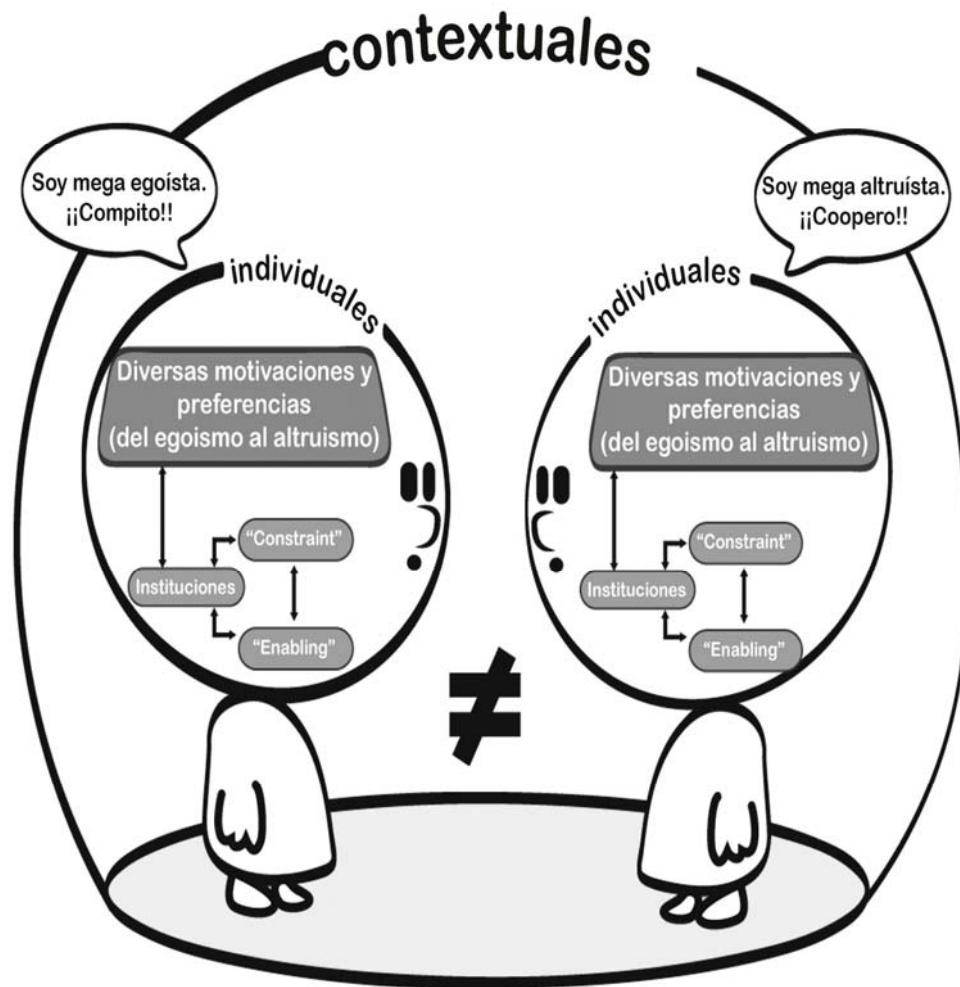 contextuales
Soy mega egoísta.
¡¡Compito!!
Soy mega altruísta.
¡¡Coopero!!
individuales
Diversas motivaciones y
preferencias
(del egoismo al altruismo)
"Constraint"
Instituciones
"Enabling"
individuales
Diversas motivaciones y
preferencias
(del egoismo al altruísmo)
"Constraint"
Instituciones
"Enabling"
≠